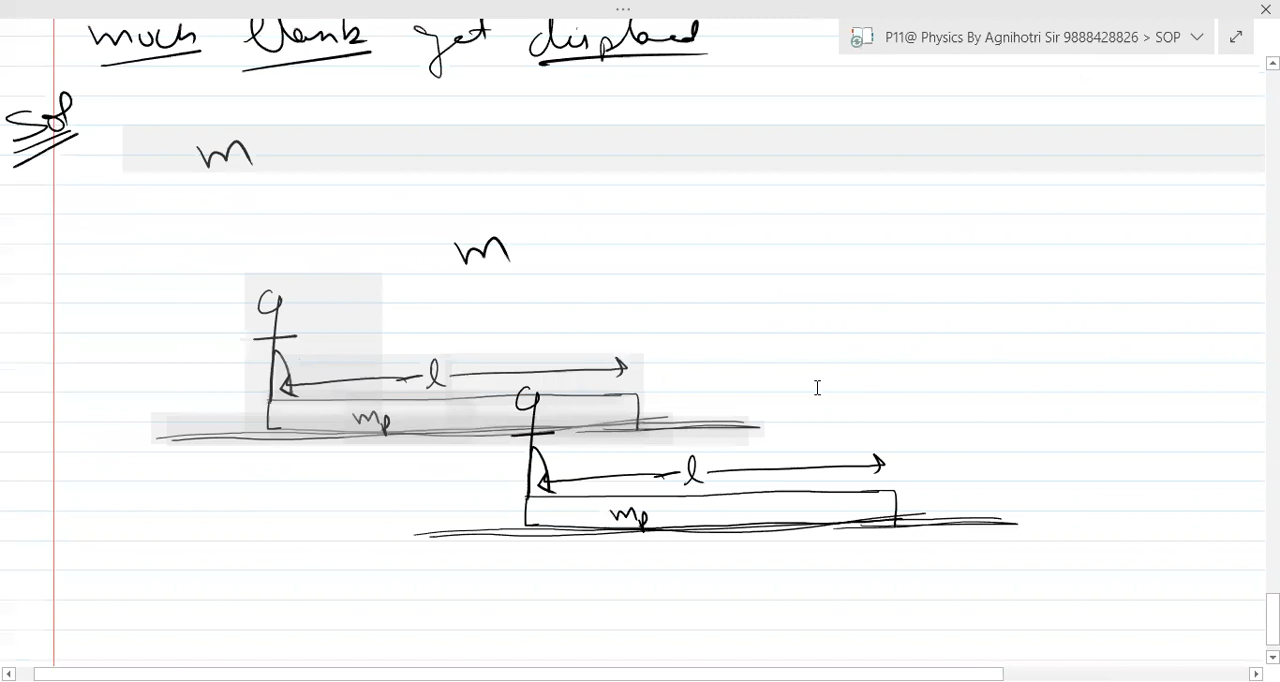 ...
much plank get displaced
P11@ Physics By Agnihotri Sir 9888428826 > SOP
Sol
m
m
l
mp
l
mp